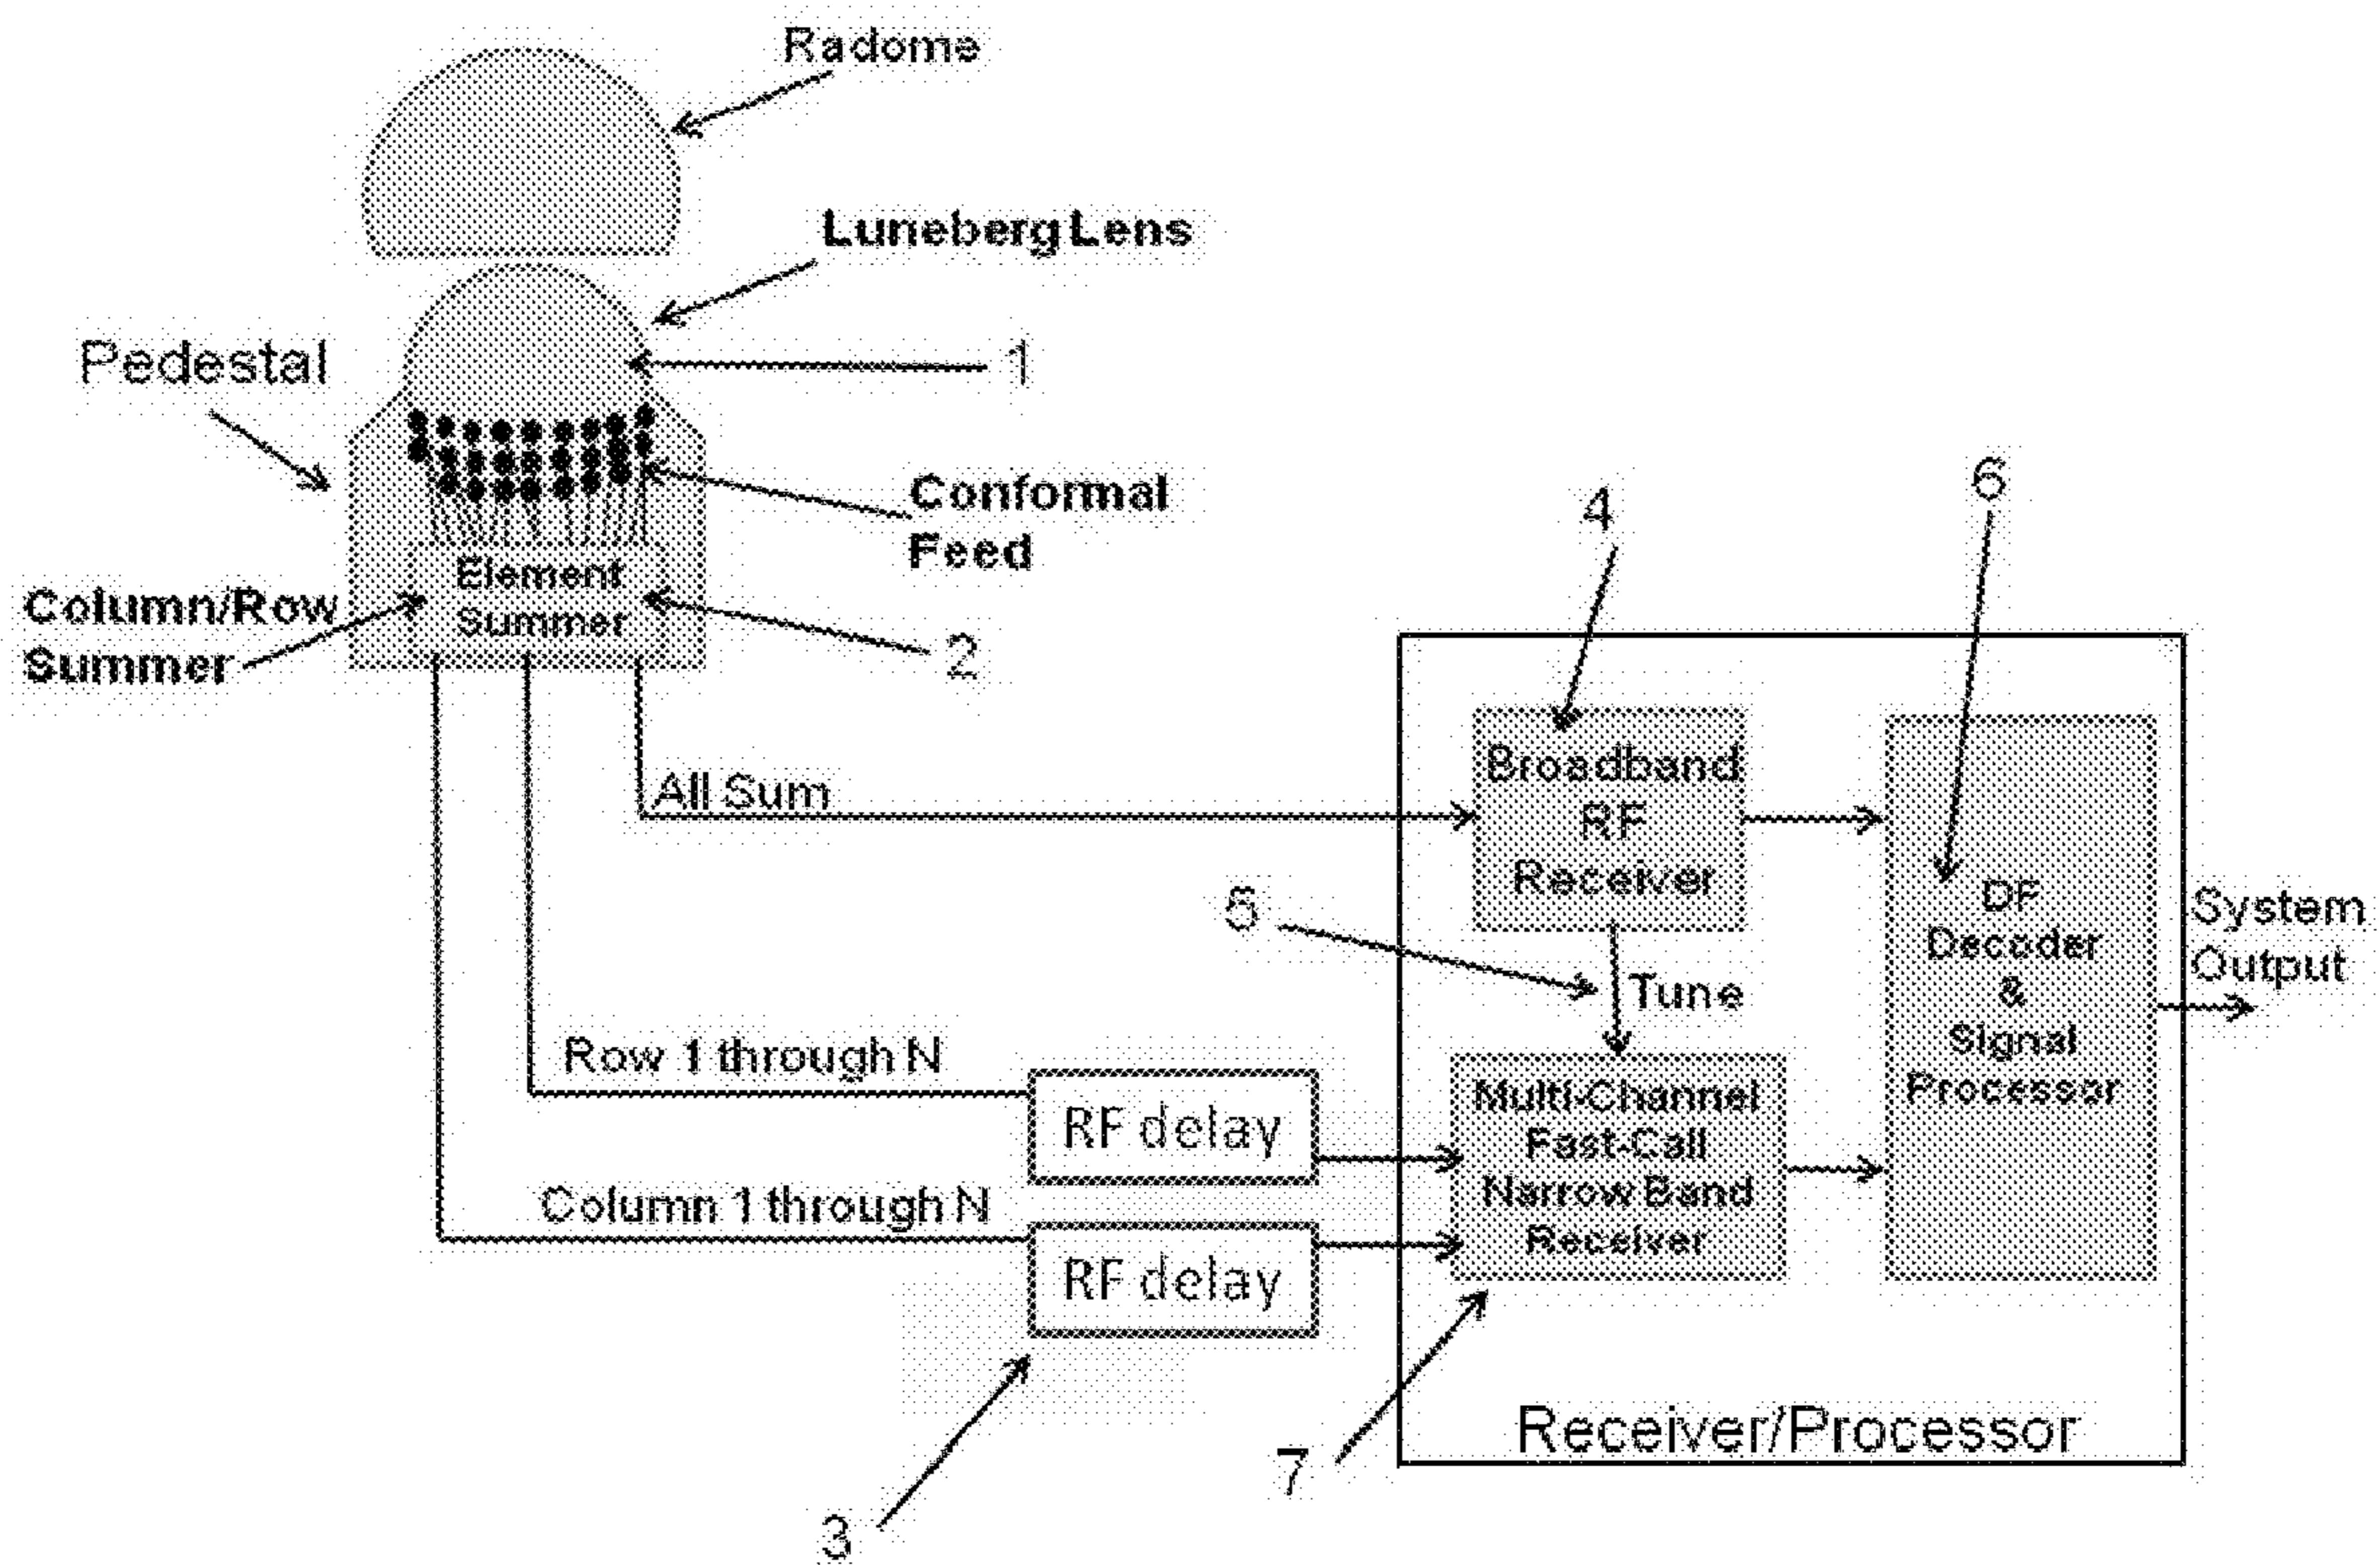 Radome
Luneberg Lens
1
Pedestal
Conformal
Feed
Element
Summer
Column/Row
Summer
2
4
6
All Sum
Broadband
RF
Receiver
5
Tune
DF
Decoder
&
Signal
Processor
System
Output
Row 1 through N
RF delay
Multi-Channel
Fast-Call
Narrow Band
Receiver
Column 1 through N
RF delay
3
7
Receiver/Processor